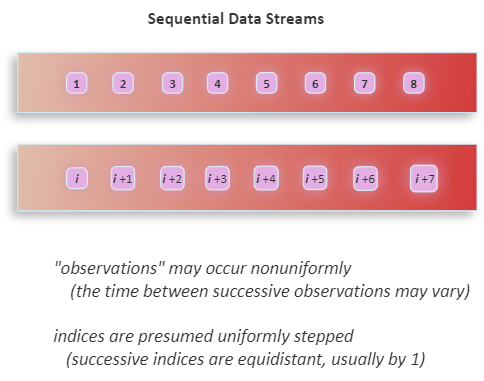 Sequential Data Streams
1 2 3 4 5 6 7 8
i i+1 i+2 i+3 i+4 i+5 i+6 i+7
"observations" may occur nonuniformly
(the time between successive observations may vary)
indices are presumed uniformly stepped
(successive indices are equidistant, usually by 1)